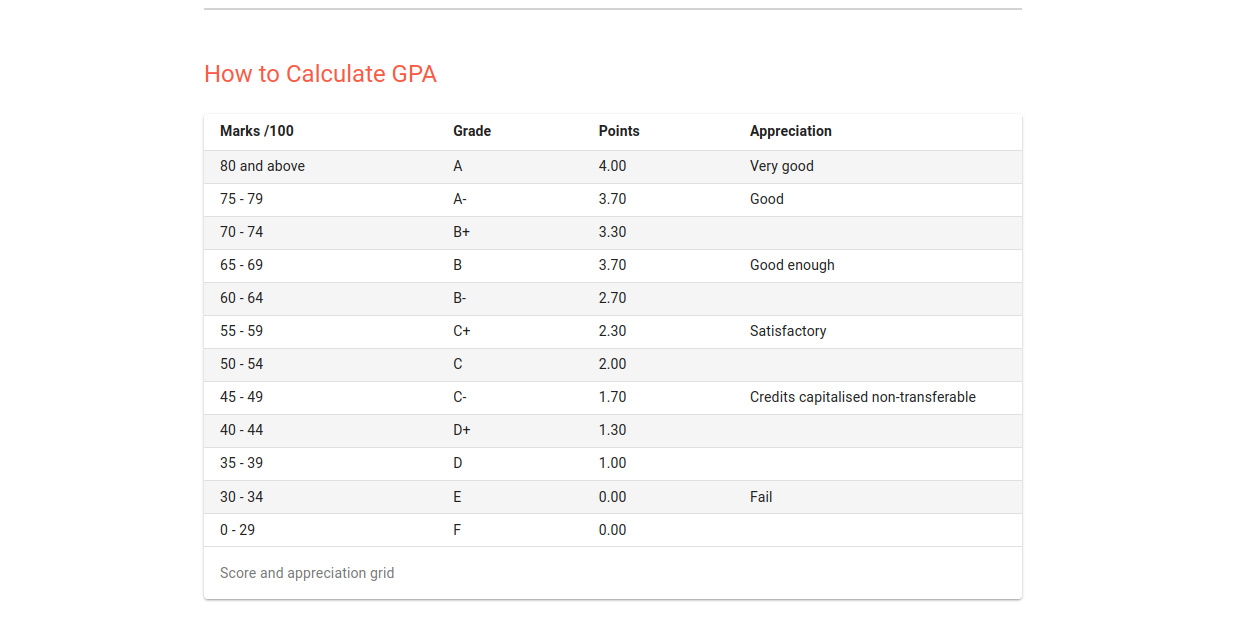 How to Calculate GPA
Marks /100 Grade Points Appreciation
80 and above A 4.00 Very good
75 - 79 A- 3.70 Good
70 - 74 B+ 3.30
65 - 69 B 3.70 Good enough
60 - 64 B- 2.70
55 - 59 C+ 2.30 Satisfactory
50 - 54 C 2.00
45 - 49 C- 1.70 Credits capitalised non-transferable
40 - 44 D+ 1.30
35 - 39 D 1.00
30 - 34 E 0.00 Fail
0 - 29 F 0.00
Score and appreciation grid